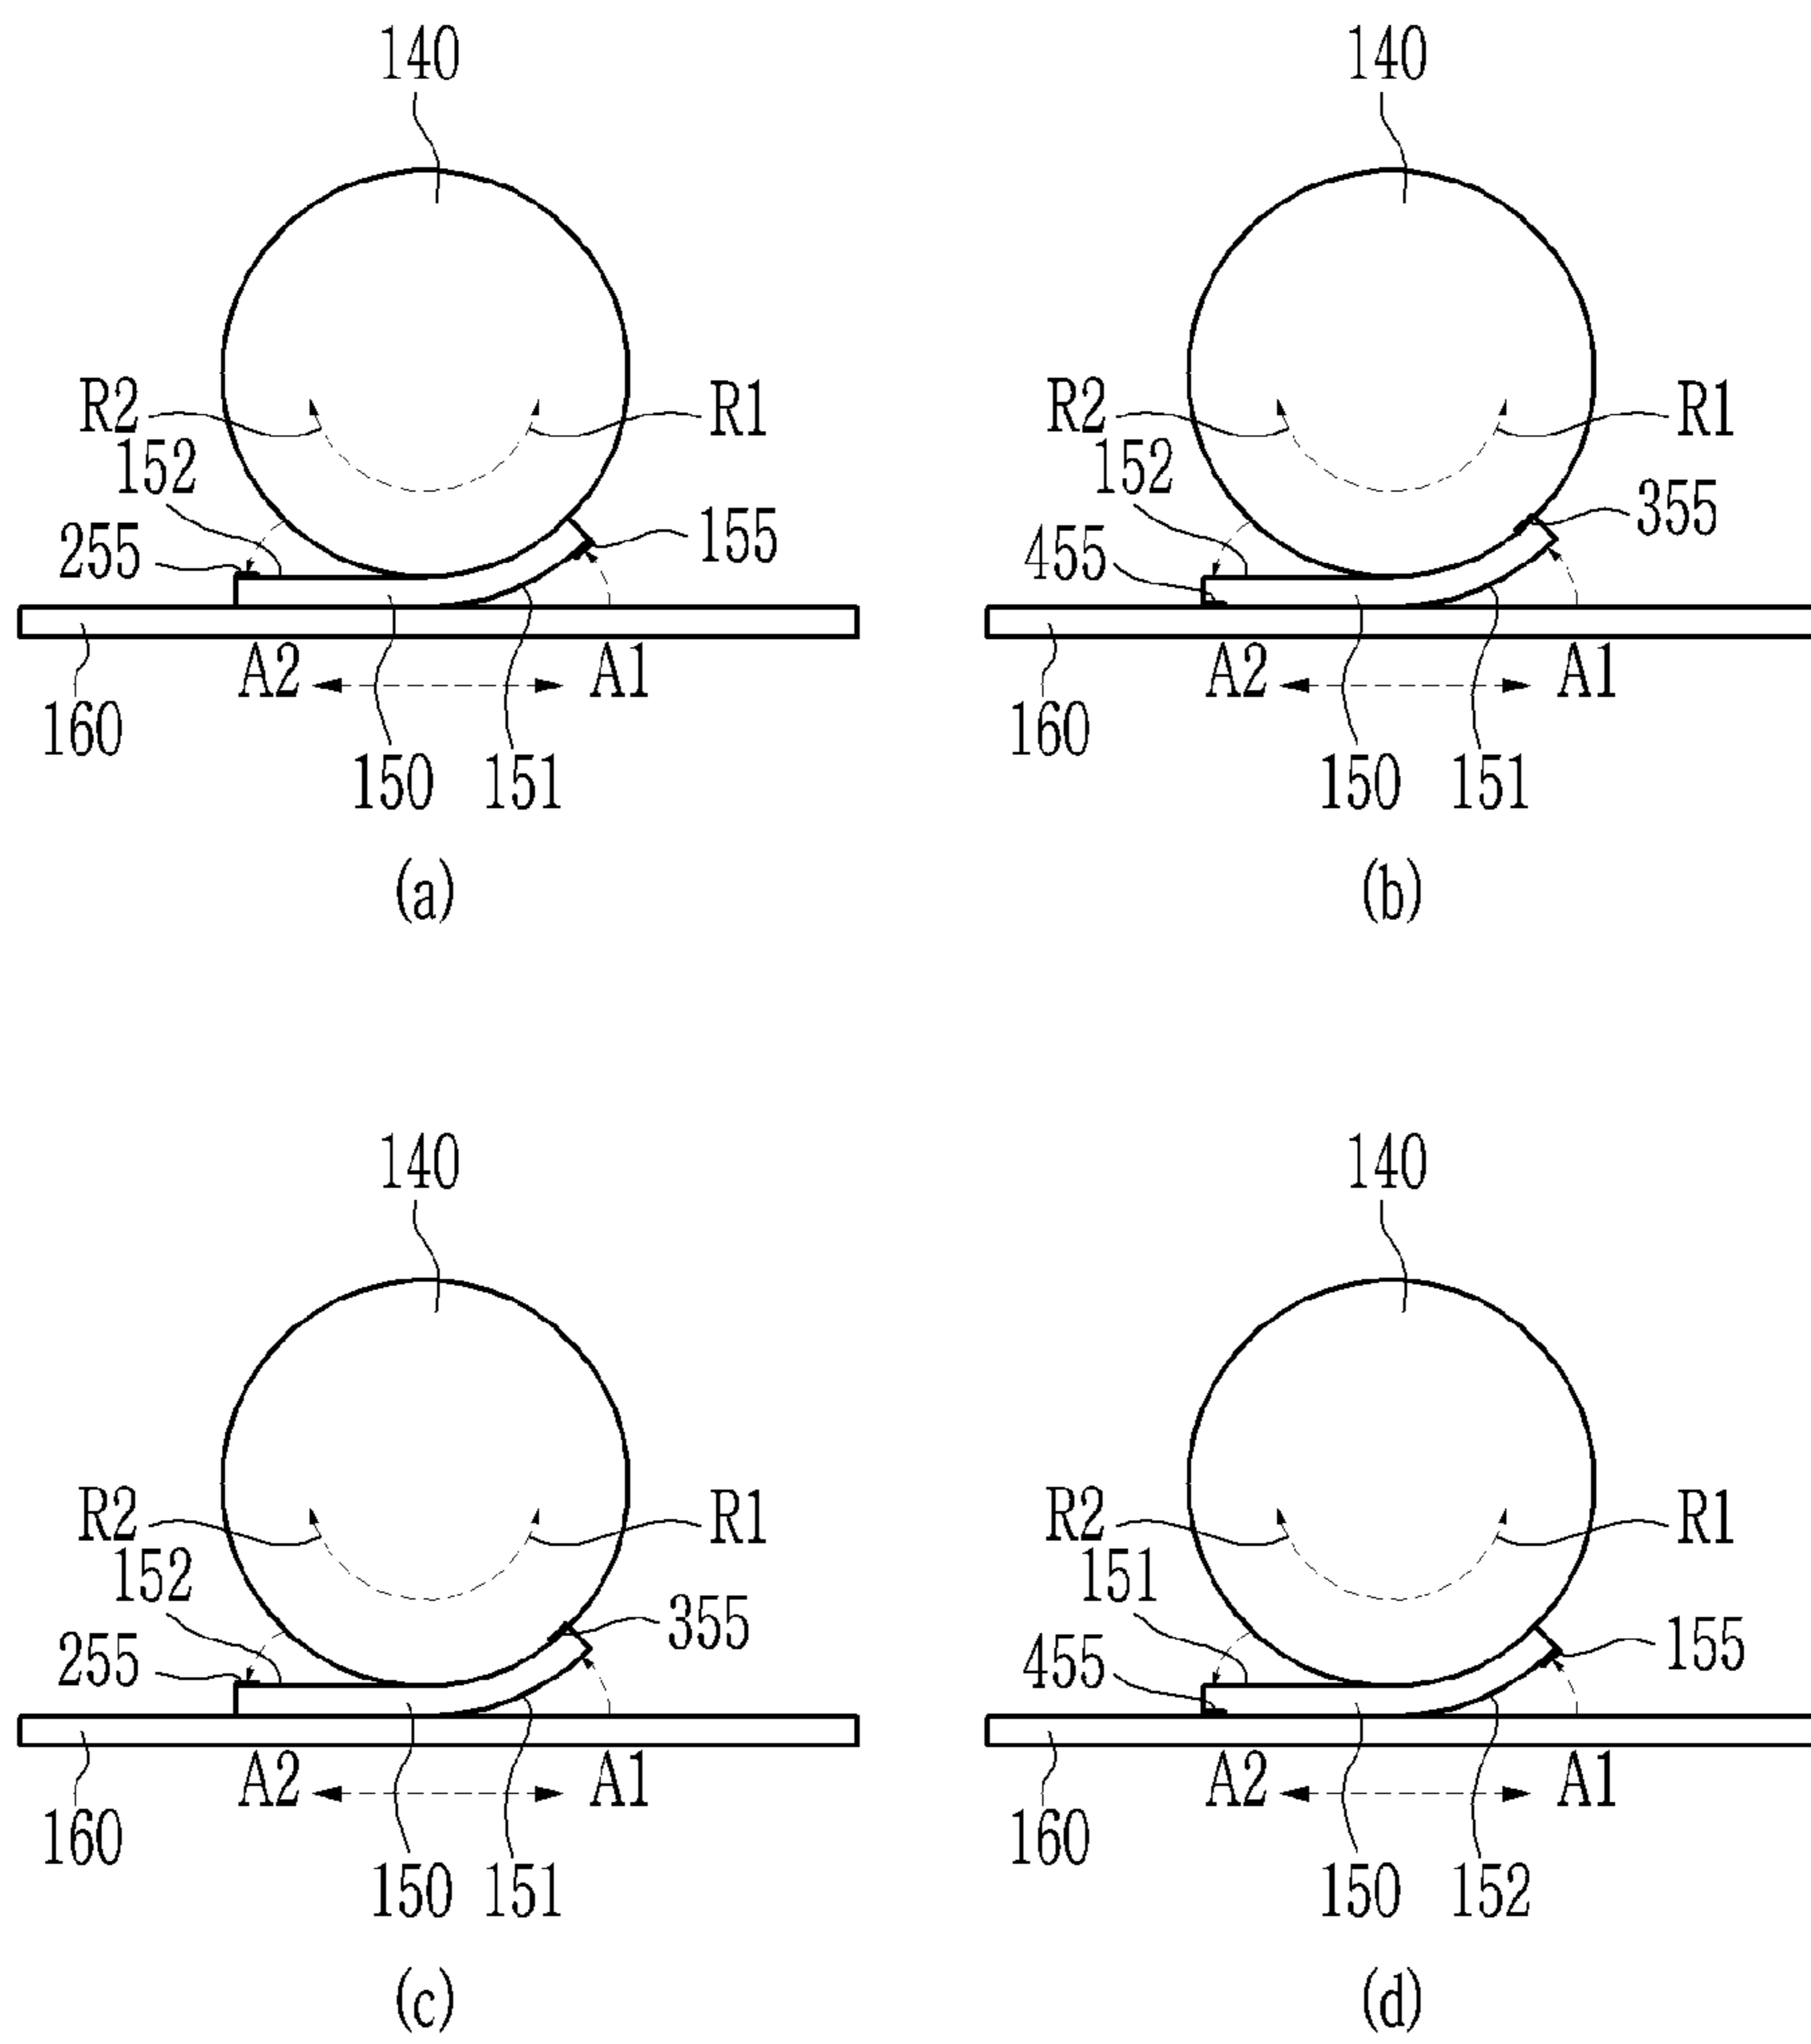 140 140
R2 R1 R2 R1
152 152
255 155 455 355
A2 A1 A2 A1
160 160
150 151 150 151
(a) (b)
140 140
R2 R1 R2 R1
152 151
255 355 455 155
A2 A1 A2 A1
160 160
150 151 150 152
(c) (d)